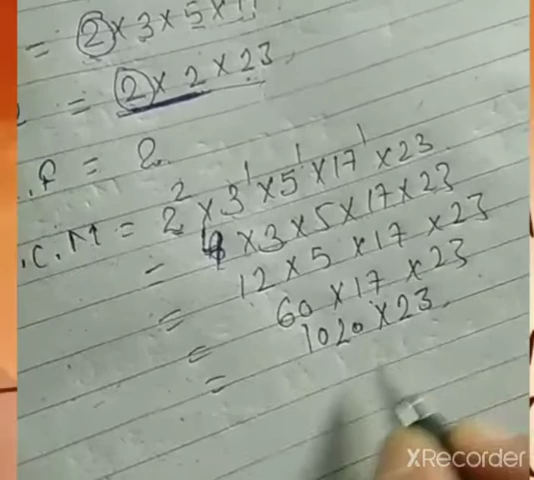 = 2 × 3 × 5 × 17
= 2 × 2 × 23
.F = 2
.C.M = 2² × 3¹ × 5¹ × 17¹ × 23
= 4 × 3 × 5 × 17 × 23
= 12 × 5 × 17 × 23
= 60 × 17 × 23
= 1020 × 23
XRecorder